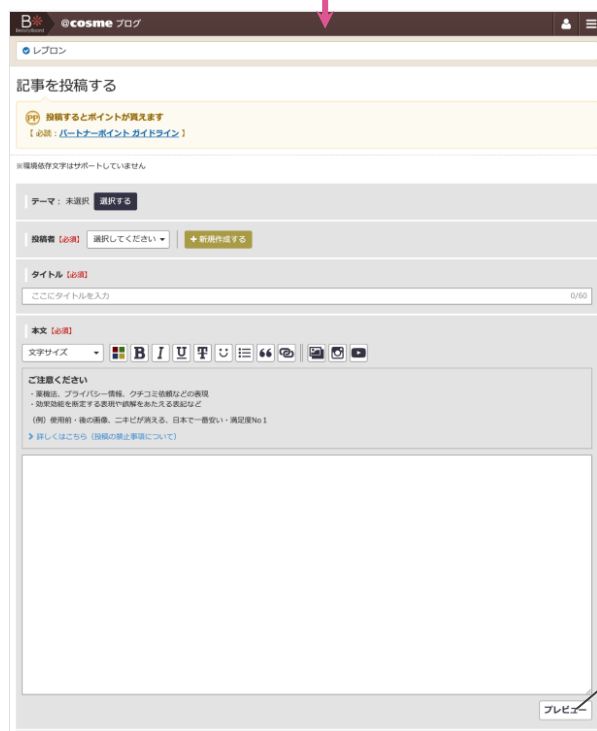 B※ @cosme ブログ
BeautyBoard
レブロン
記事を投稿する
PP 投稿するとポイントが貰えます
【 必読：パートナーポイント ガイドライン 】
※環境依存文字はサポートしていません
テーマ： 未選択 選択する
投稿者【必須】 選択してください + 新規作成する
タイトル【必須】
ここにタイトルを入力 0/60
本文【必須】
文字サイズ B I U T
ご注意ください
・薬機法、プライバシー情報、クチコミ依頼などの表現
・効果効能を断定する表現や誤解をあたえる表記など
（例）使用前・後の画像、ニキビが消える、日本で一番安い・満足度No１
詳しくはこちら（投稿の禁止事項について）
プレビュー